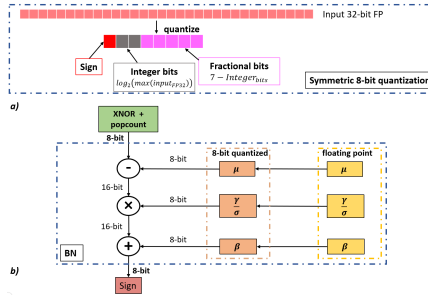 Input 32-bit FP
quantize
Sign
Integer bits
log₂(max(input_FP32))
Fractional bits
7 − Integer_bits
Symmetric 8-bit quantization
a)
XNOR +
popcount
8-bit
8-bit quantized
floating point
-
8-bit
μ
μ
16-bit
×
8-bit
γ/σ
γ/σ
16-bit
+
8-bit
β
β
BN
b)
8-bit
Sign